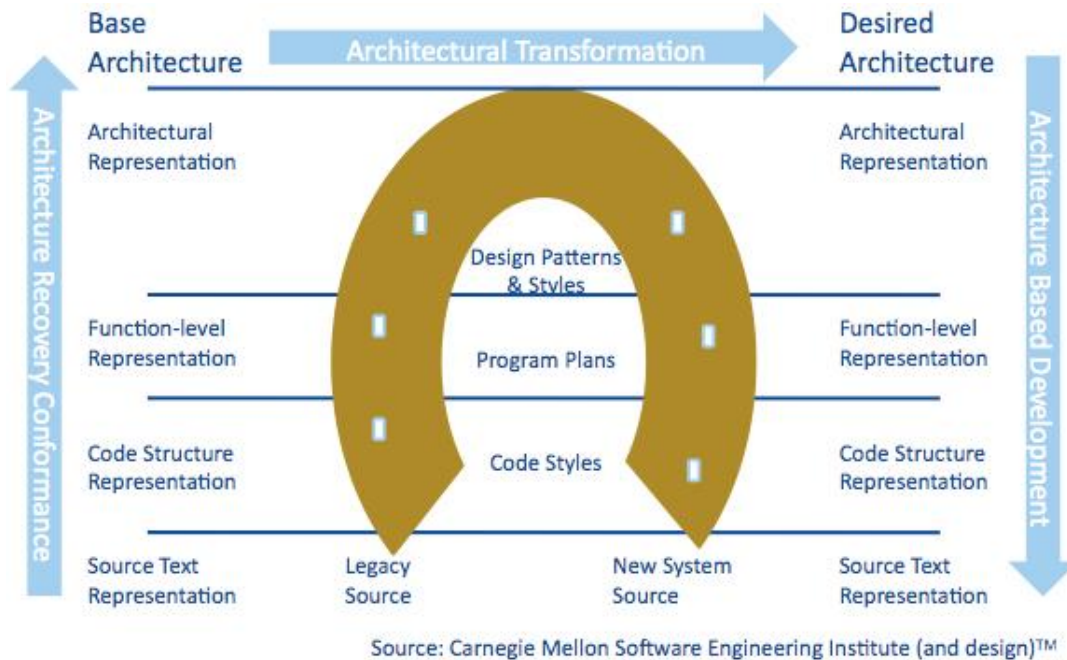 Base
Architecture
Architectural Transformation
Desired
Architecture
Architecture Recovery Conformance
Architectural
Representation
Architectural
Representation
Architecture Based Development
Design Patterns
& Styles
Function-level
Representation
Program Plans
Function-level
Representation
Code Structure
Representation
Code Styles
Code Structure
Representation
Source Text
Representation
Legacy
Source
New System
Source
Source Text
Representation
Source: Carnegie Mellon Software Engineering Institute (and design)™